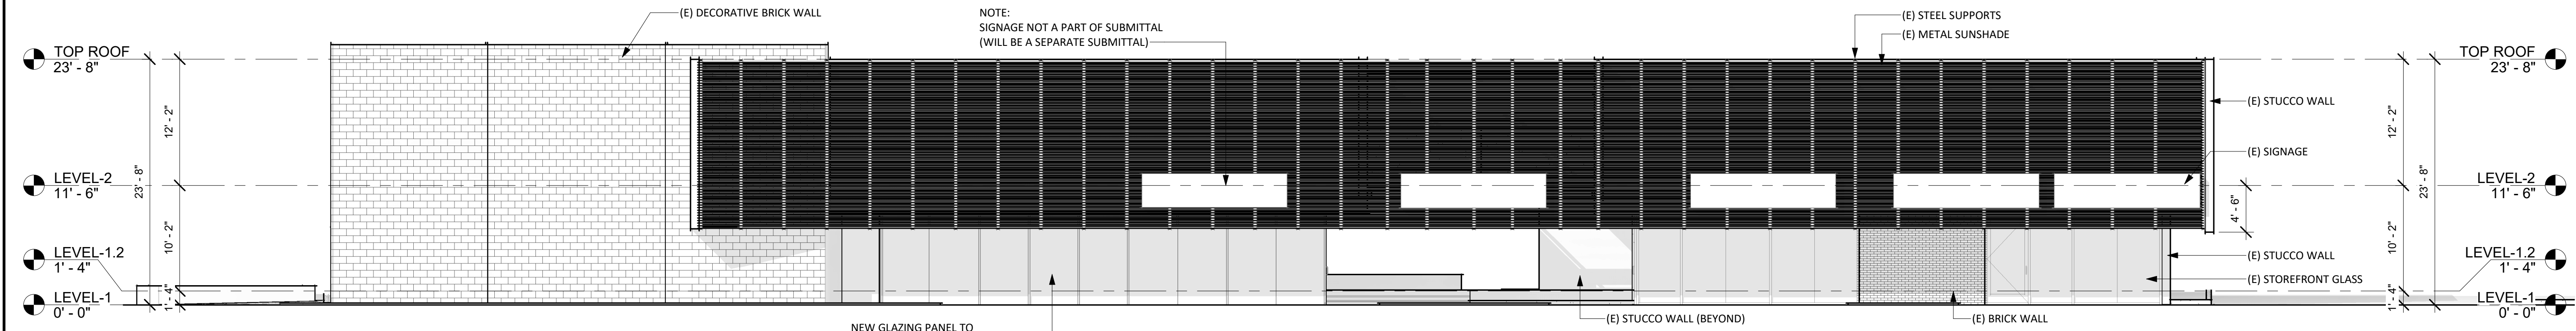 (E) DECORATIVE BRICK WALL
NOTE:
SIGNAGE NOT A PART OF SUBMITTAL
(WILL BE A SEPARATE SUBMITTAL)
(E) STEEL SUPPORTS
(E) METAL SUNSHADE
TOP ROOF
23' - 8"
TOP ROOF
23' - 8"
(E) STUCCO WALL
12' - 2"
12' - 2"
(E) SIGNAGE
LEVEL-2
11' - 6"
23' - 8"
23' - 8"
LEVEL-2
11' - 6"
4' - 6"
10' - 2"
10' - 2"
LEVEL-1.2
1' - 4"
(E) STUCCO WALL
LEVEL-1.2
1' - 4"
(E) STOREFRONT GLASS
1' - 4"
1' - 4"
LEVEL-1
0' - 0"
LEVEL-1
0' - 0"
(E) STUCCO WALL (BEYOND)
(E) BRICK WALL
NEW GLAZING PANEL TO